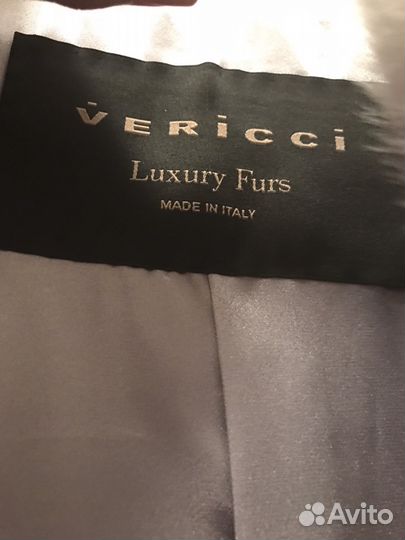 VERICCI
Luxury Furs
MADE IN ITALY
Avito